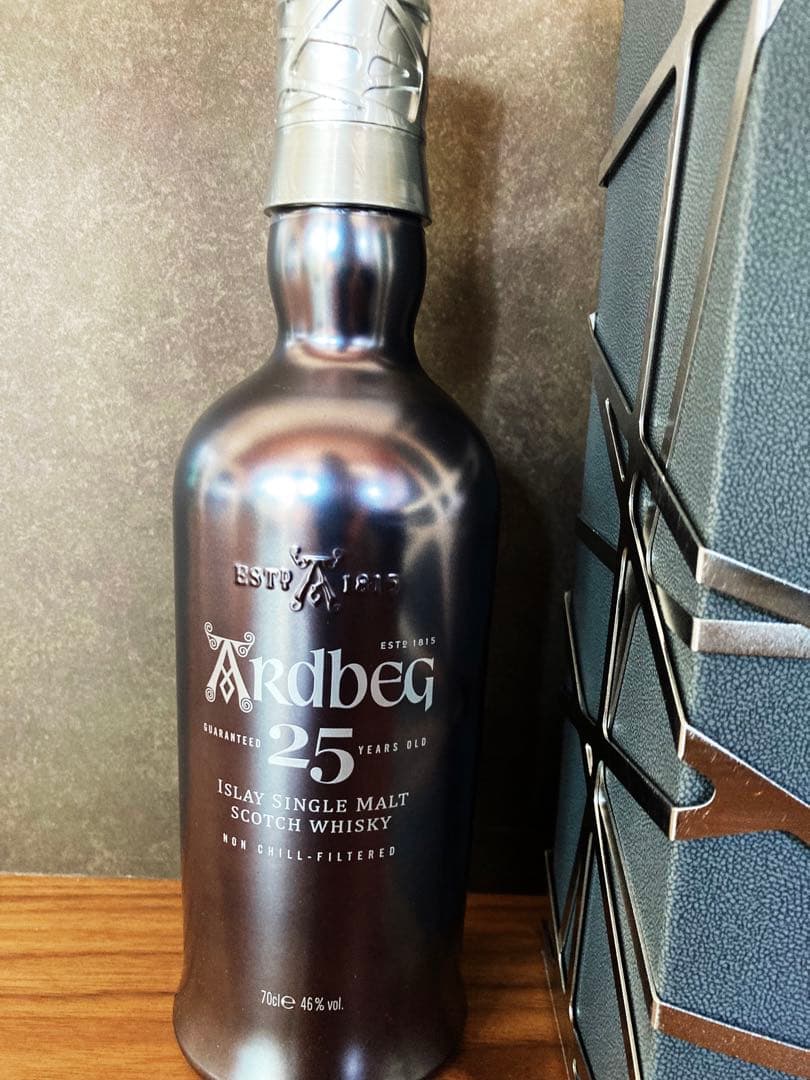 ESTD A 1815
ESTD 1815
ARDBEG
GUARANTEED 25 YEARS OLD
ISLAY SINGLE MALT
SCOTCH WHISKY
NON CHILL-FILTERED
70cl e 46% vol.